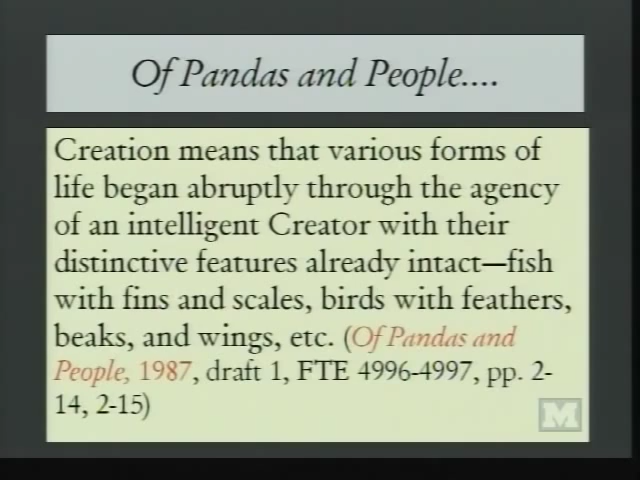 Of Pandas and People....
Creation means that various forms of
life began abruptly through the agency
of an intelligent Creator with their
distinctive features already intact—fish
with fins and scales, birds with feathers,
beaks, and wings, etc. (Of Pandas and
People, 1987, draft 1, FTE 4996-4997, pp. 2-
14, 2-15)
M